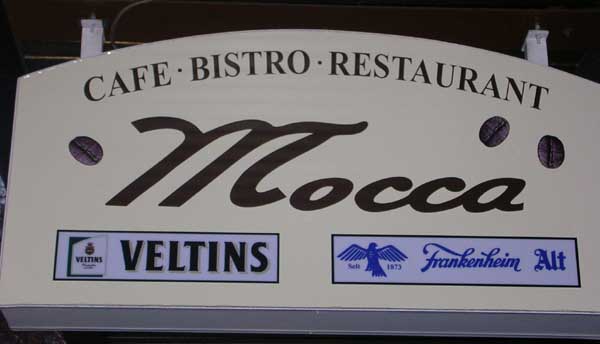 CAFE · BISTRO · RESTAURANT
Mocca
VELTINS VELTINS
Seit 1873 Frankenheim Alt